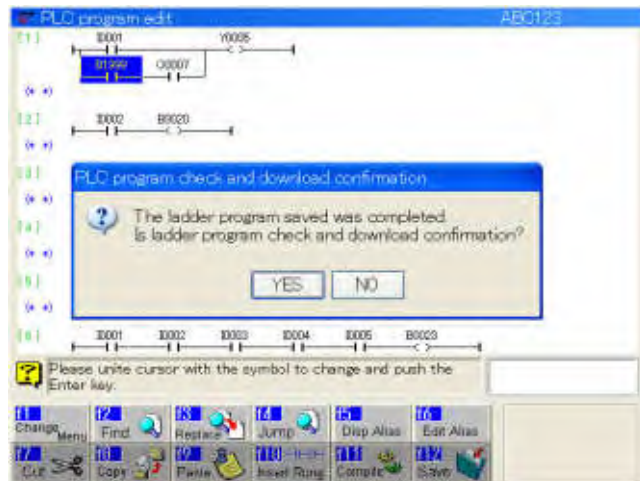 PLC program edit ABC123
[1] I0001 Y0005
B1999 O0007
(* *)
[2] I0002 B0020
(* *)
[3]
PLC program check and download confirmation
(* *)
The ladder program saved was completed
[4]
Is ladder program check and download confirmation?
(* *)
[5]
YES NO
(* *)
[6] I0001 I0002 I0003 I0004 I0005 B0023
Please unite cursor with the symbol to change and push the
Enter key.
f1 f2 f3 f4 f5 f6
Change Menu Find Replace Jump Disp Alias Edit Alias
f7 f8 f9 f10 f11 f12
Cut Copy Paste Insert Rung Compile Save